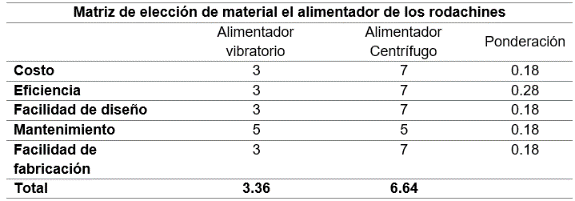 Matriz de elección de material el alimentador de los rodachines
Alimentador vibratorio Alimentador Centrífugo Ponderación
Costo 3 7 0.18
Eficiencia 3 7 0.28
Facilidad de diseño 3 7 0.18
Mantenimiento 5 5 0.18
Facilidad de fabricación 3 7 0.18
Total 3.36 6.64